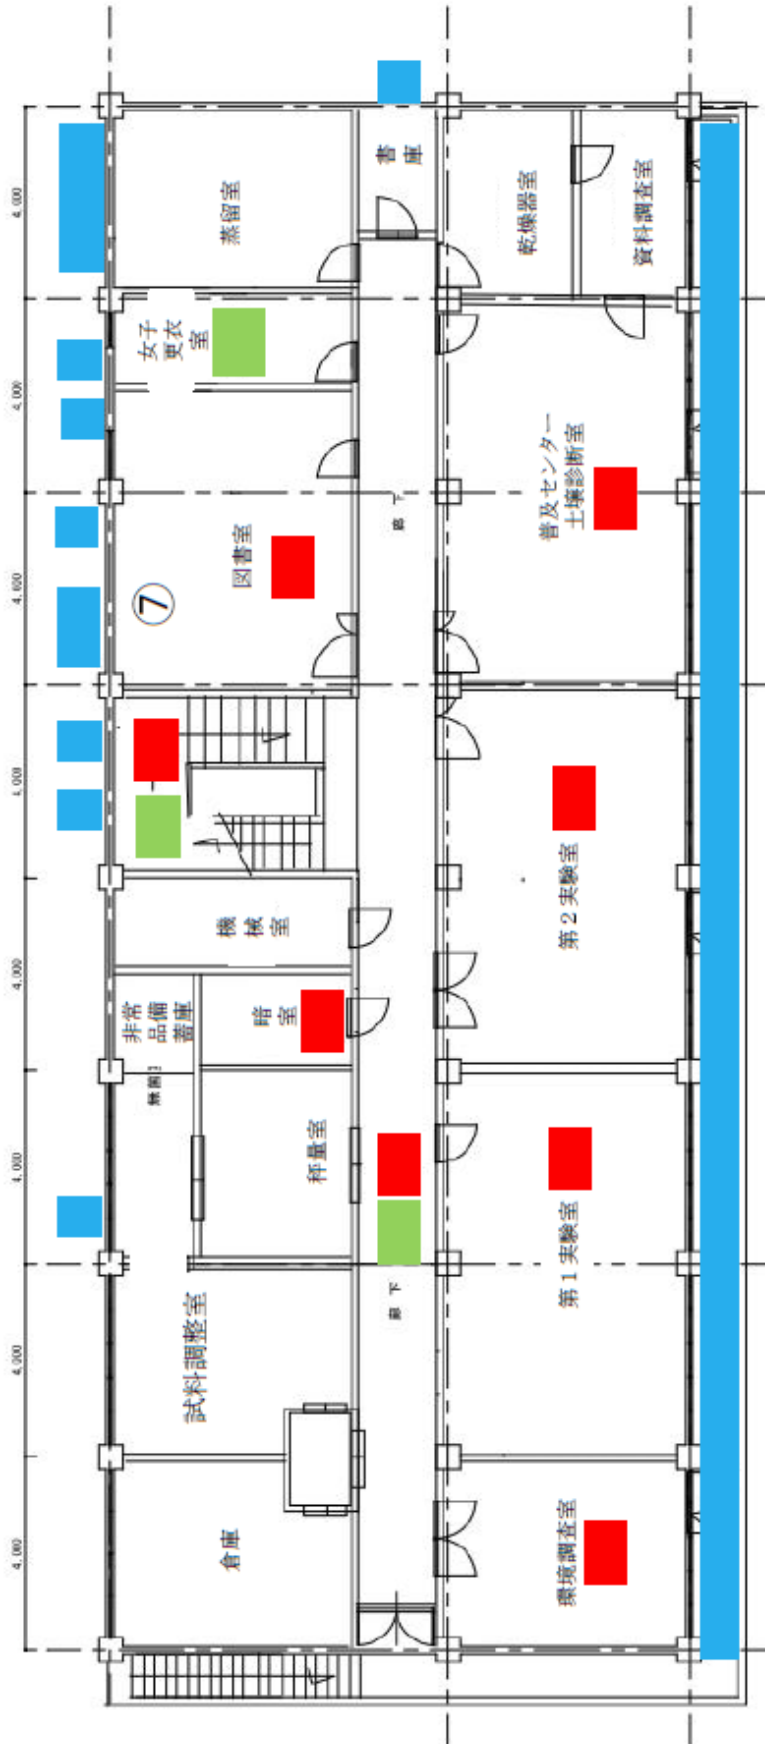 4,000
4,000
4,000
4,000
4,000
4,000
4,000
4,000
倉庫
試料調整室
秤量室
非常
品備
蓄庫
暗
室
機
械
室
⑦
図書室
女子
更衣
室
蒸留室
廊 下
廊 下
書
庫
環境調査室
第1実験室
第2実験室
普及センター
土壌診断室
乾燥器室
資料調査室